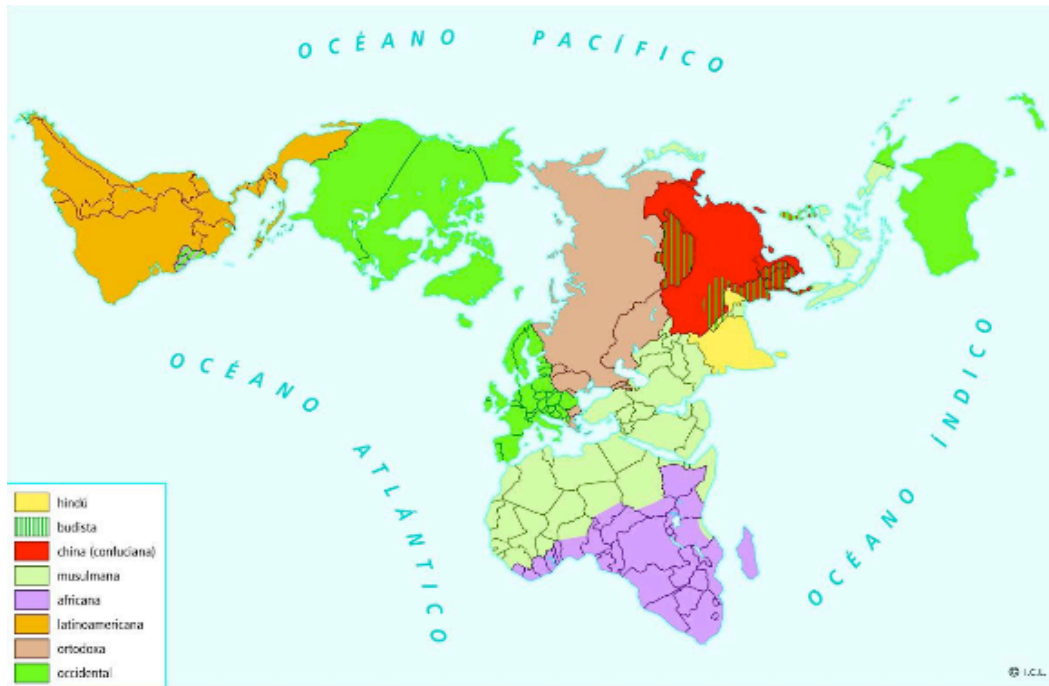 OCÉANO PACÍFICO
OCÉANO ATLÁNTICO
OCÉANO ÍNDICO
hindú
budista
china (confuciana)
musulmana
africana
latinoamericana
ortodoxa
occidental
© I.C.L.